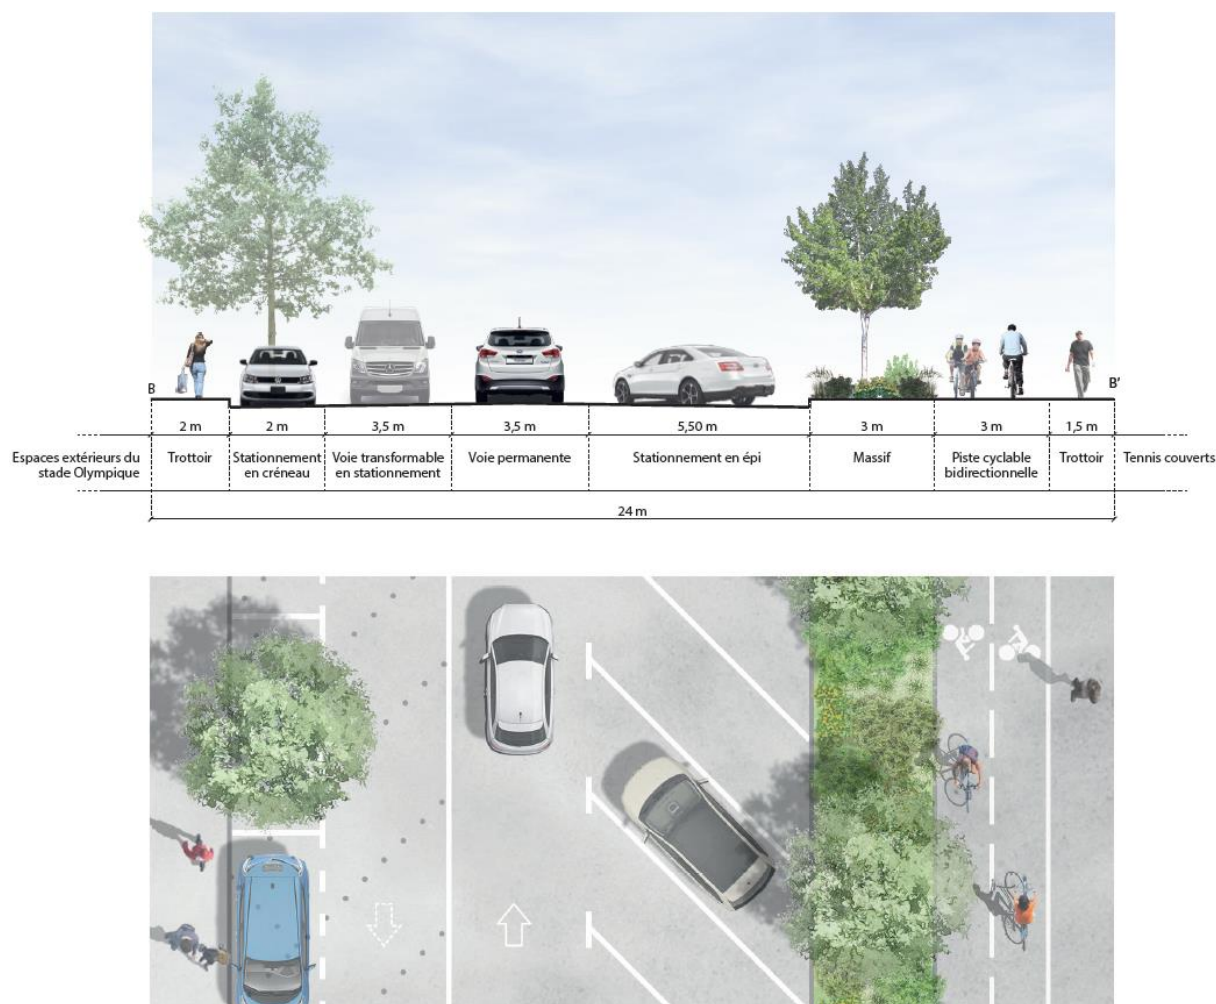 B
B'
2 m
2 m
3,5 m
3,5 m
5,50 m
3 m
3 m
1,5 m
Espaces extérieurs du
stade Olympique
Trottoir
Stationnement
en créneau
Voie transformable
en stationnement
Voie permanente
Stationnement en épi
Massif
Piste cyclable
bidirectionnelle
Trottoir
Tennis couverts
24 m